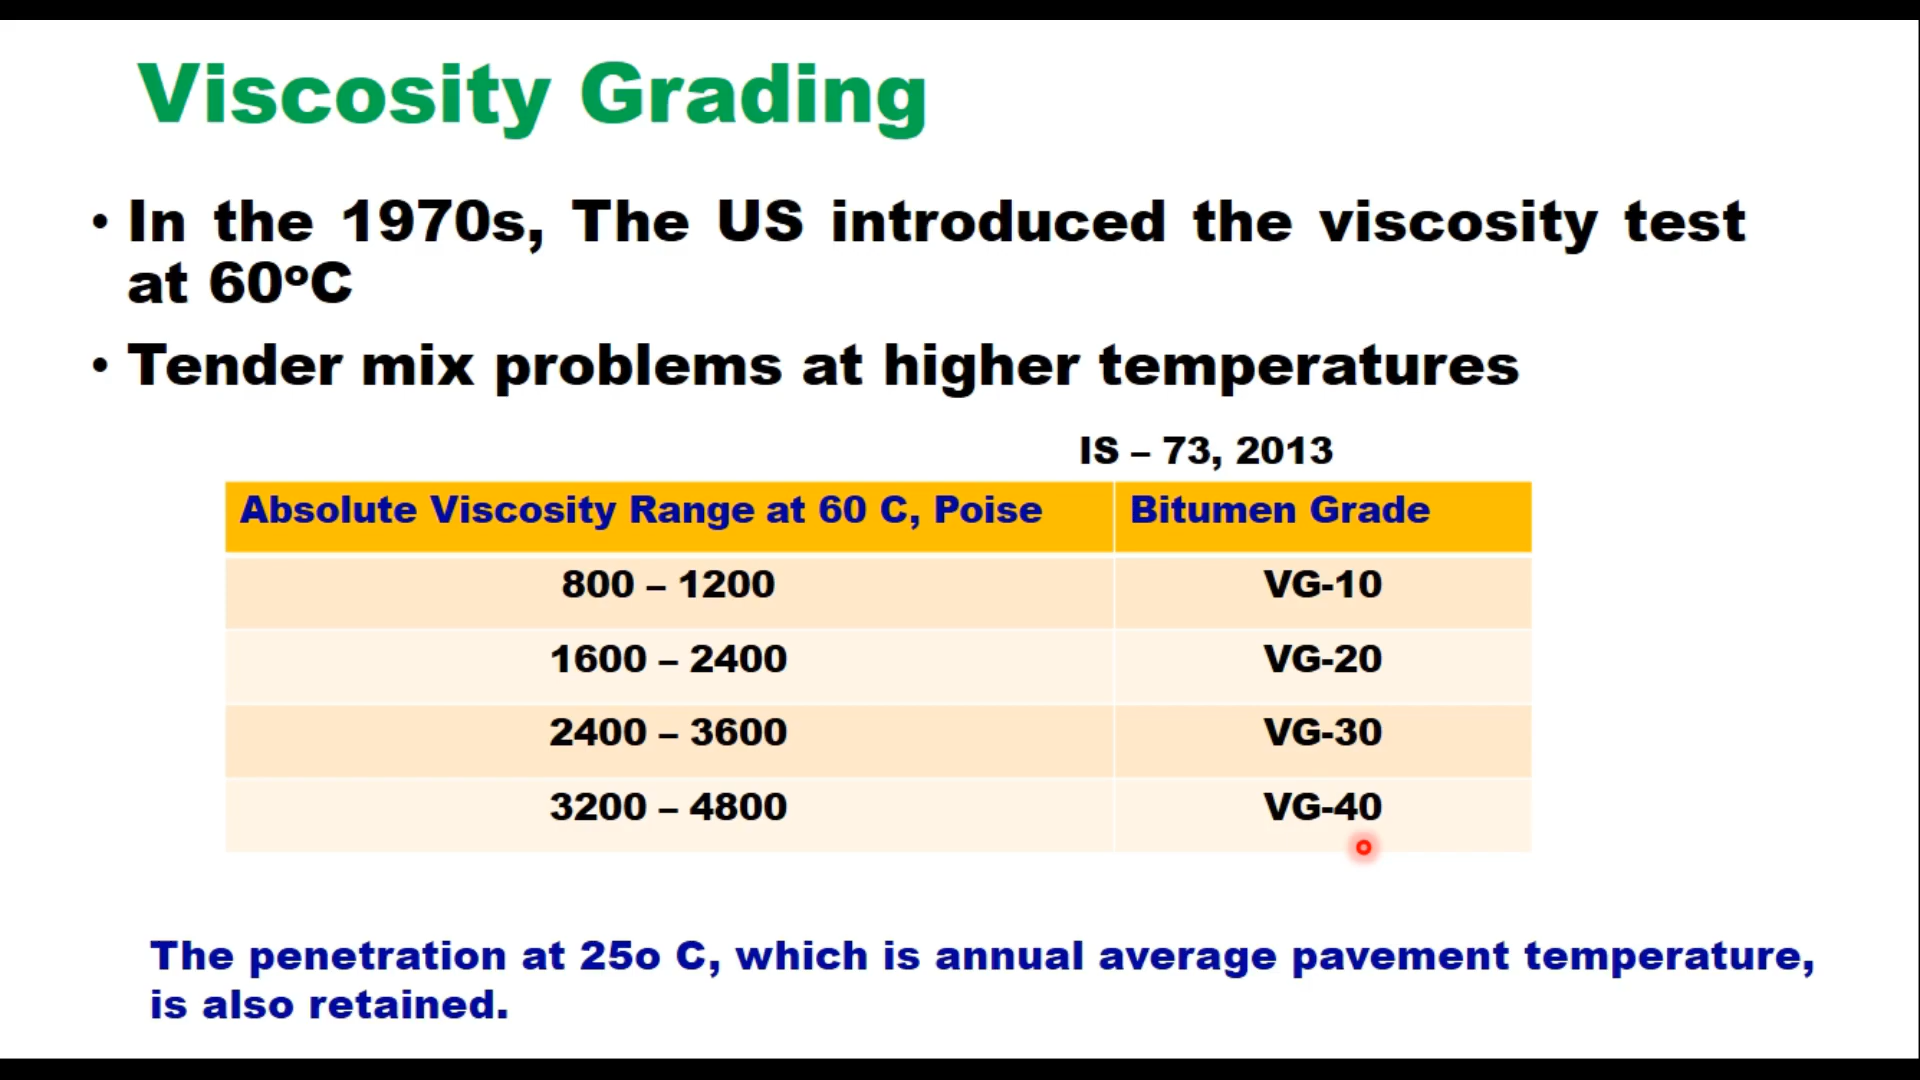 Viscosity Grading
• In the 1970s, The US introduced the viscosity test
at 60ºC
• Tender mix problems at higher temperatures
IS – 73, 2013
Absolute Viscosity Range at 60 C, Poise Bitumen Grade
800 – 1200 VG-10
1600 – 2400 VG-20
2400 – 3600 VG-30
3200 – 4800 VG-40
The penetration at 25o C, which is annual average pavement temperature,
is also retained.